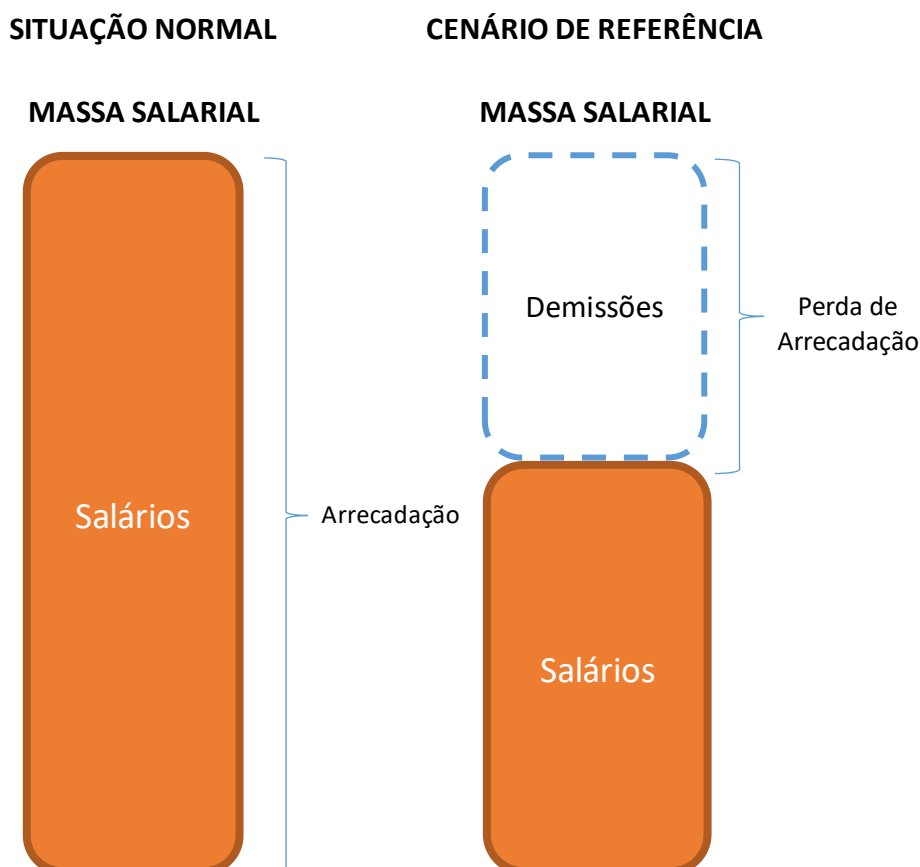 SITUAÇÃO NORMAL
CENÁRIO DE REFERÊNCIA
MASSA SALARIAL
MASSA SALARIAL
Demissões
Perda de
Arrecadação
Salários
Arrecadação
Salários